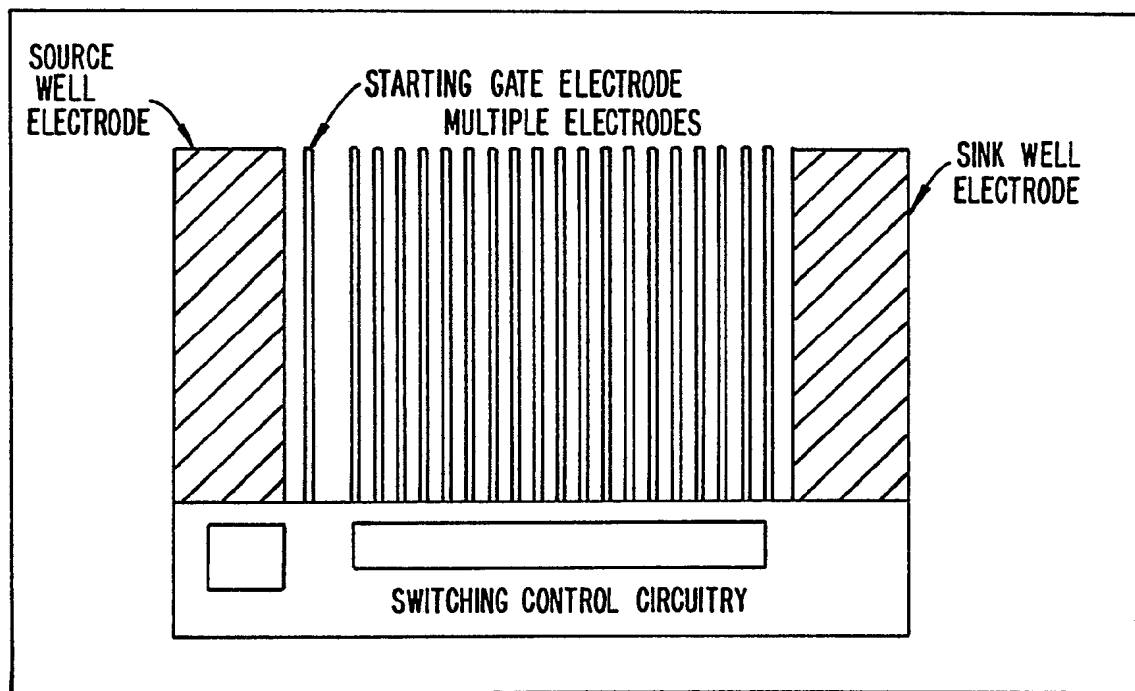 SOURCE
WELL
ELECTRODE
STARTING GATE ELECTRODE
MULTIPLE ELECTRODES
SINK WELL
ELECTRODE
SWITCHING CONTROL CIRCUITRY